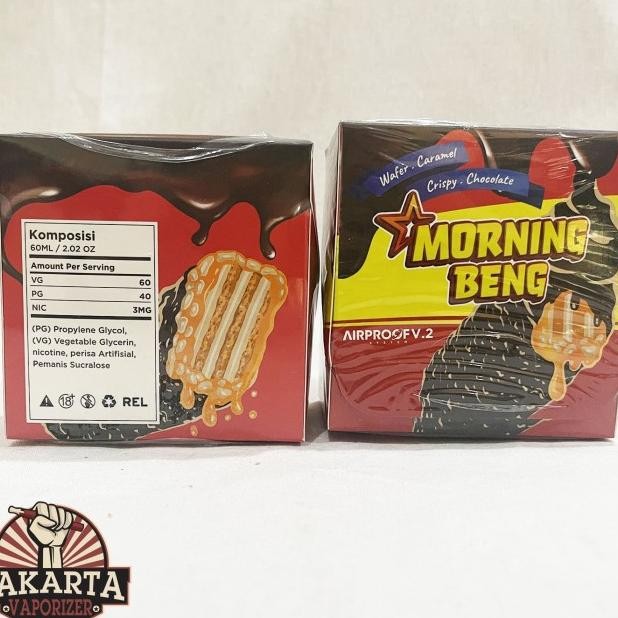 Komposisi
60ML / 2.02 OZ
Amount Per Serving
VG 60
PG 40
NIC 3MG
(PG) Propylene Glycol,
(VG) Vegetable Glycerin,
nicotine, perisa Artifisial,
Pemanis Sucralose
18+
REL
Wafer . Caramel
Crispy . Chocolate
MORNING
BENG
AIRPROOF V.2
SYSTEM
AKARTA
VAPORIZER